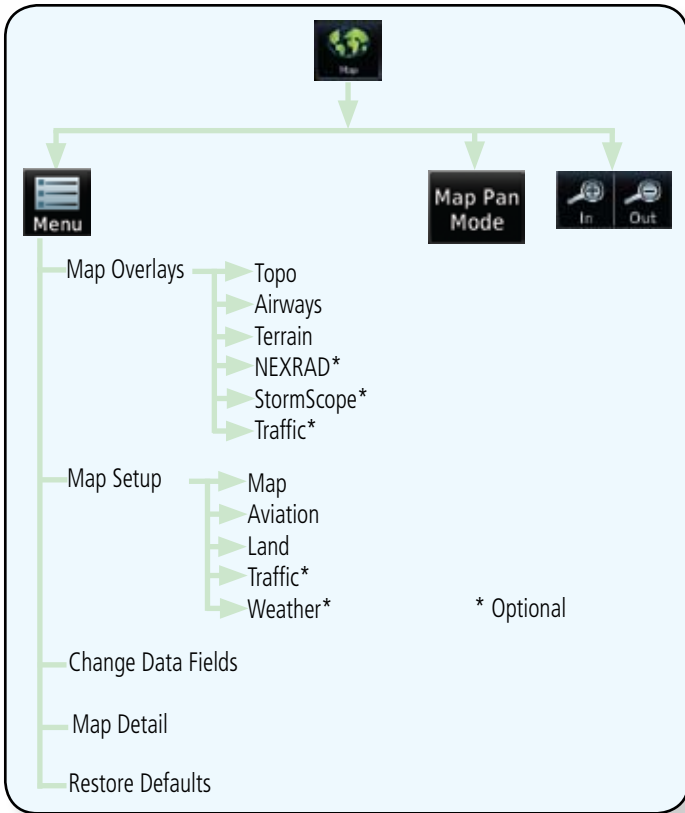 Map
Menu
Map Pan
Mode
In
Out
Map Overlays
Topo
Airways
Terrain
NEXRAD*
StormScope*
Traffic*
Map Setup
Map
Aviation
Land
Traffic*
Weather*
* Optional
Change Data Fields
Map Detail
Restore Defaults